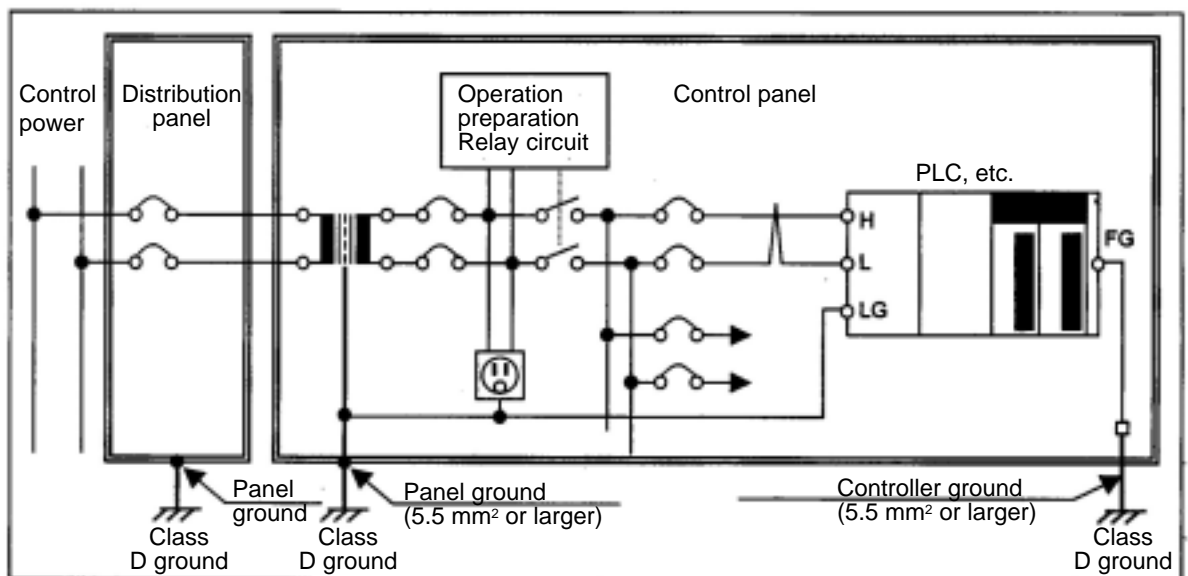 Control
power
Distribution
panel
Operation
preparation
Relay circuit
Control panel
PLC, etc.
H
L
LG
FG
Panel
ground
Panel ground
(5.5 mm² or larger)
Controller ground
(5.5 mm² or larger)
Class
D ground
Class
D ground
Class
D ground